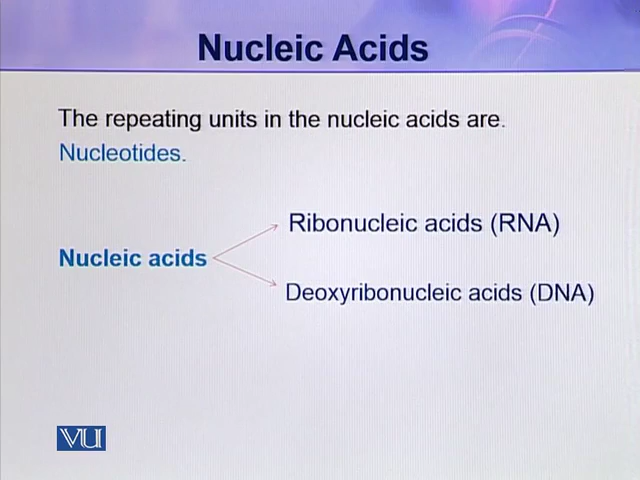 Nucleic Acids
The repeating units in the nucleic acids are.
Nucleotides.
Ribonucleic acids (RNA)
Nucleic acids
Deoxyribonucleic acids (DNA)
VU